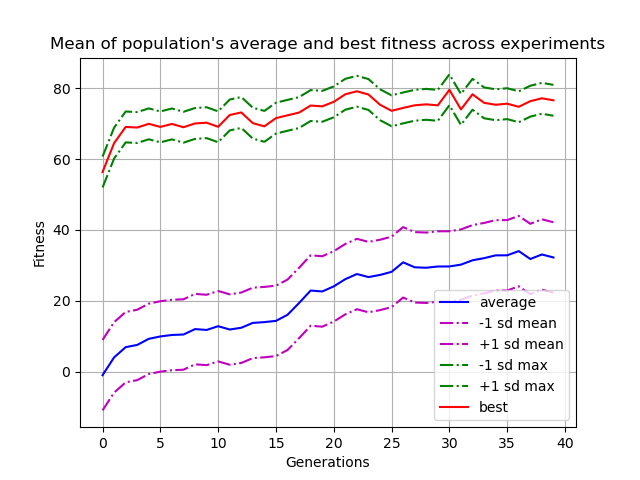 Mean of population's average and best fitness across experiments
Fitness
80
60
40
20
0
0 5 10 15 20 25 30 35 40
Generations
average
-1 sd mean
+1 sd mean
-1 sd max
+1 sd max
best